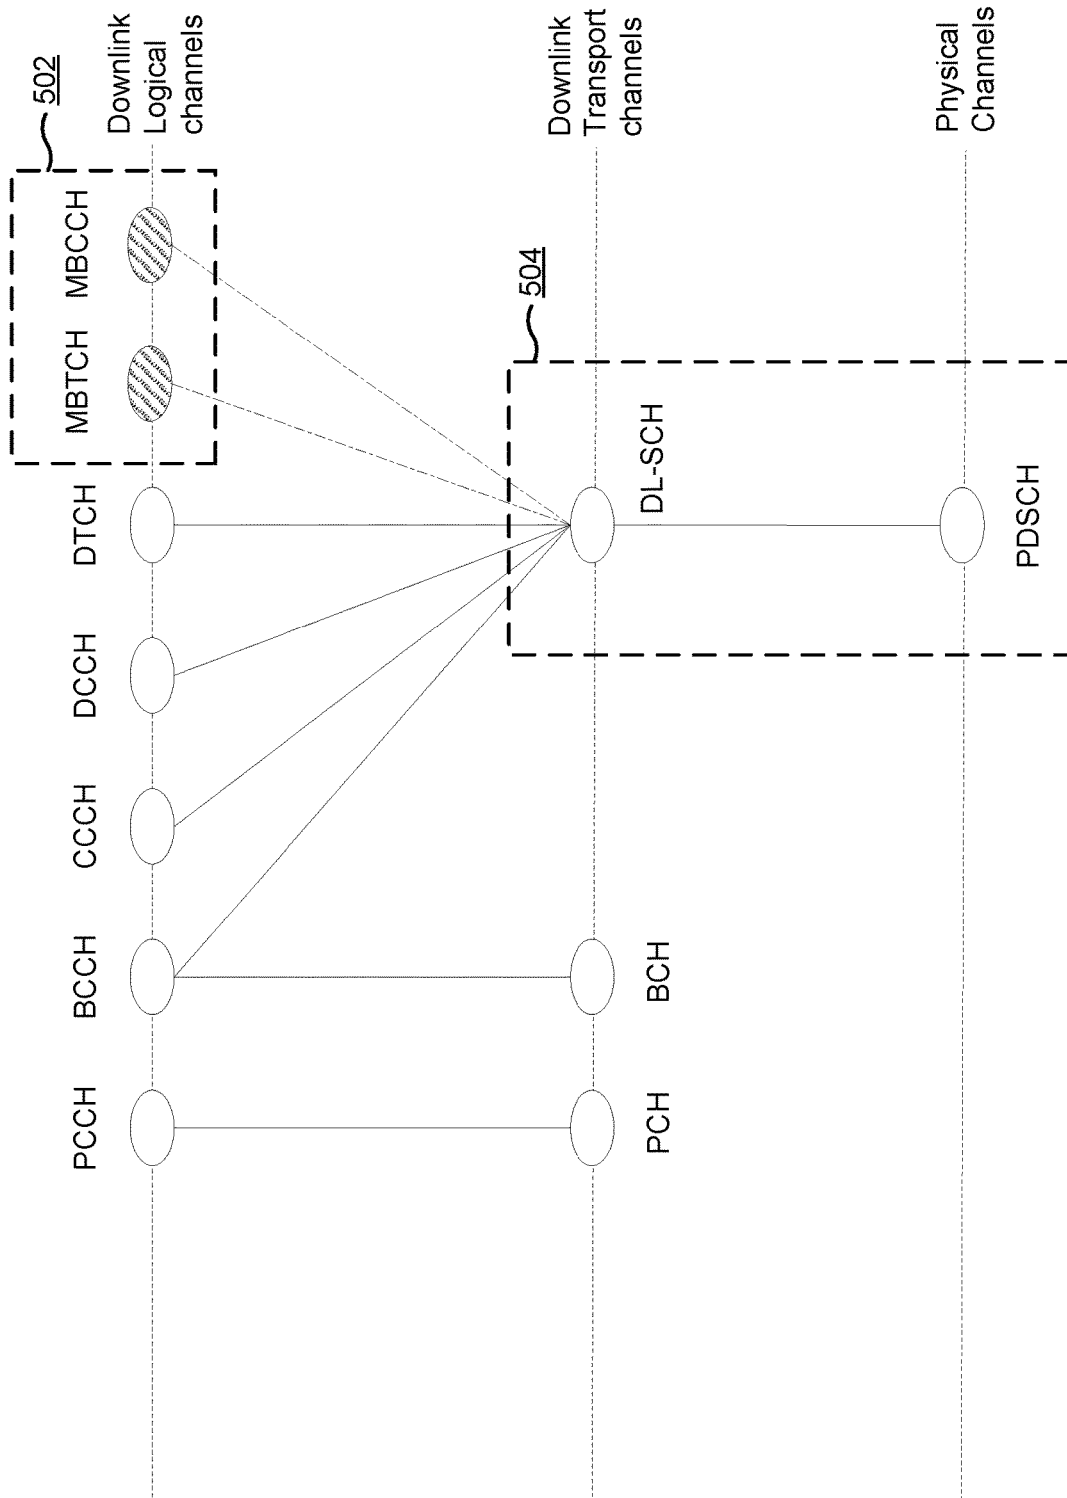 PCCH
BCCH
CCCH
DCCH
DTCH
MBTCH
MBCCH
502
Downlink
Logical
channels
PCH
BCH
DL-SCH
504
Downlink
Transport
channels
PDSCH
Physical
Channels